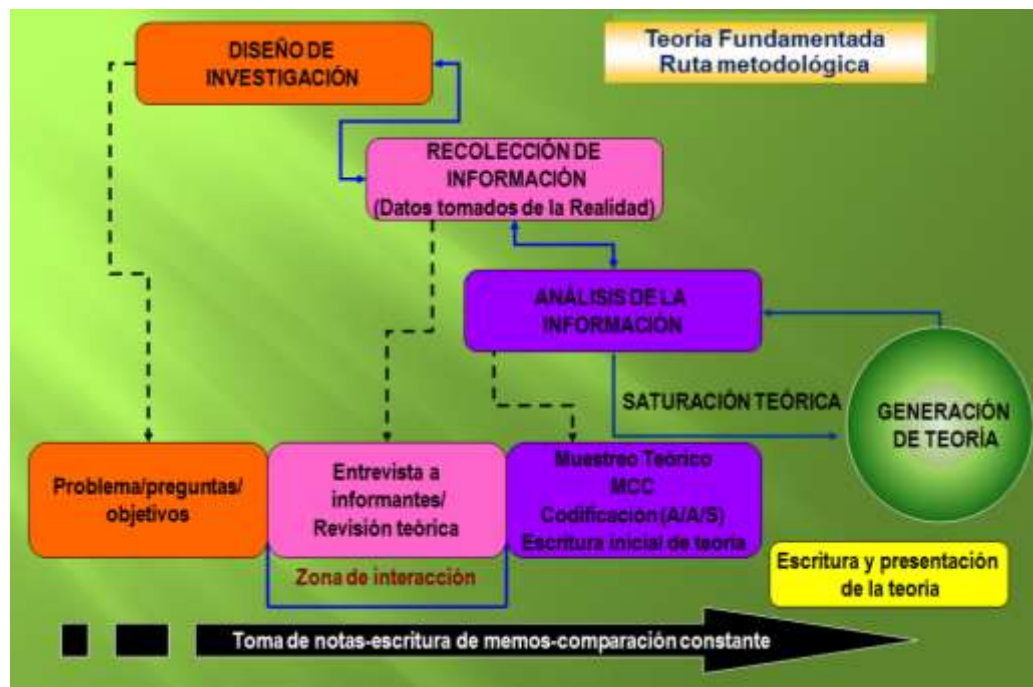 Teoría Fundamentada
Ruta metodológica
DISEÑO DE
INVESTIGACIÓN
RECOLECCIÓN DE
INFORMACIÓN
(Datos tomados de la Realidad)
ANÁLISIS DE LA
INFORMACIÓN
SATURACIÓN TEÓRICA
GENERACIÓN
DE TEORÍA
Problema/preguntas/
objetivos
Entrevista a
informantes/
Revisión teórica
Muestreo Teórico
MCC
Codificación (A/A/S)
Escritura inicial de teoría
Zona de interacción
Escritura y presentación
de la teoría
Toma de notas-escritura de memos-comparación constante